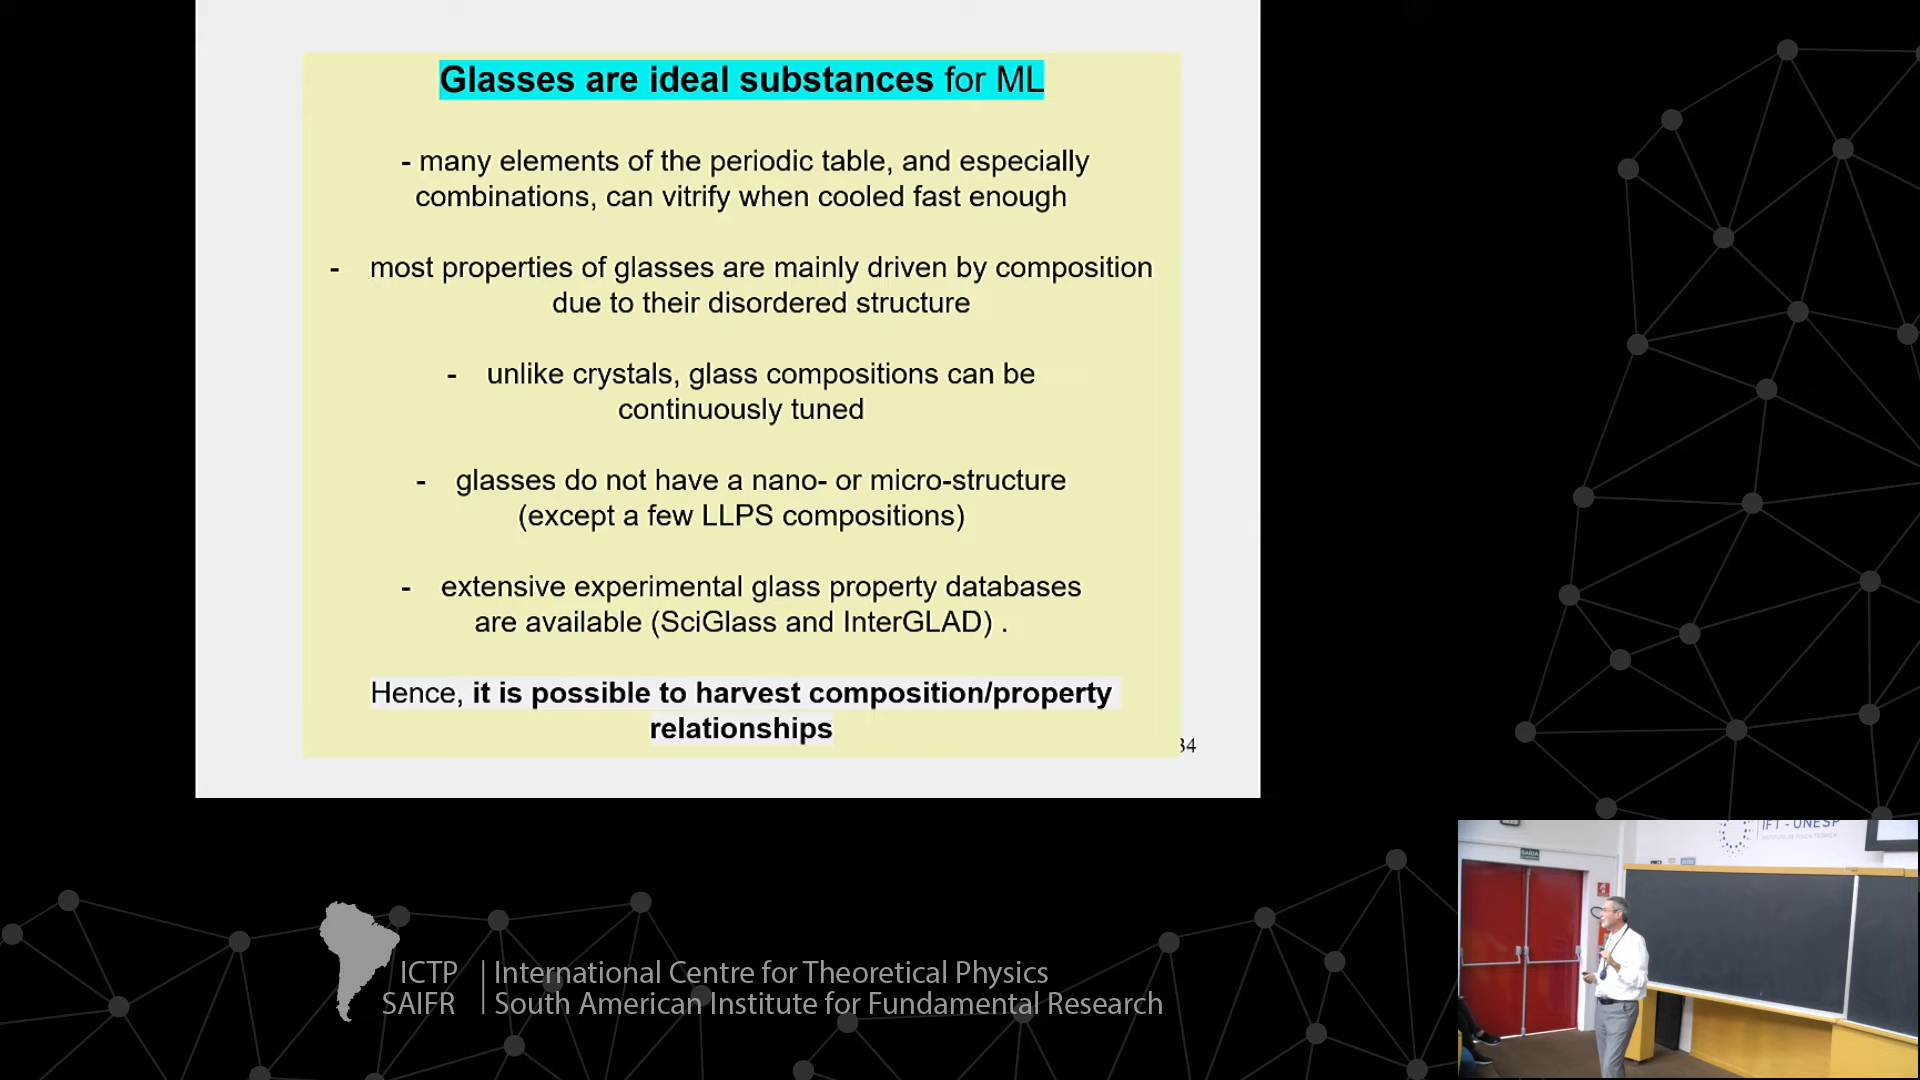 Glasses are ideal substances for ML
- many elements of the periodic table, and especially
combinations, can vitrify when cooled fast enough
- most properties of glasses are mainly driven by composition
due to their disordered structure
- unlike crystals, glass compositions can be
continuously tuned
- glasses do not have a nano- or micro-structure
(except a few LLPS compositions)
- extensive experimental glass property databases
are available (SciGlass and InterGLAD) .
Hence, it is possible to harvest composition/property
relationships
34
IFT - UNESP
SAÍDA
ICTP
SAIFR
International Centre for Theoretical Physics
South American Institute for Fundamental Research